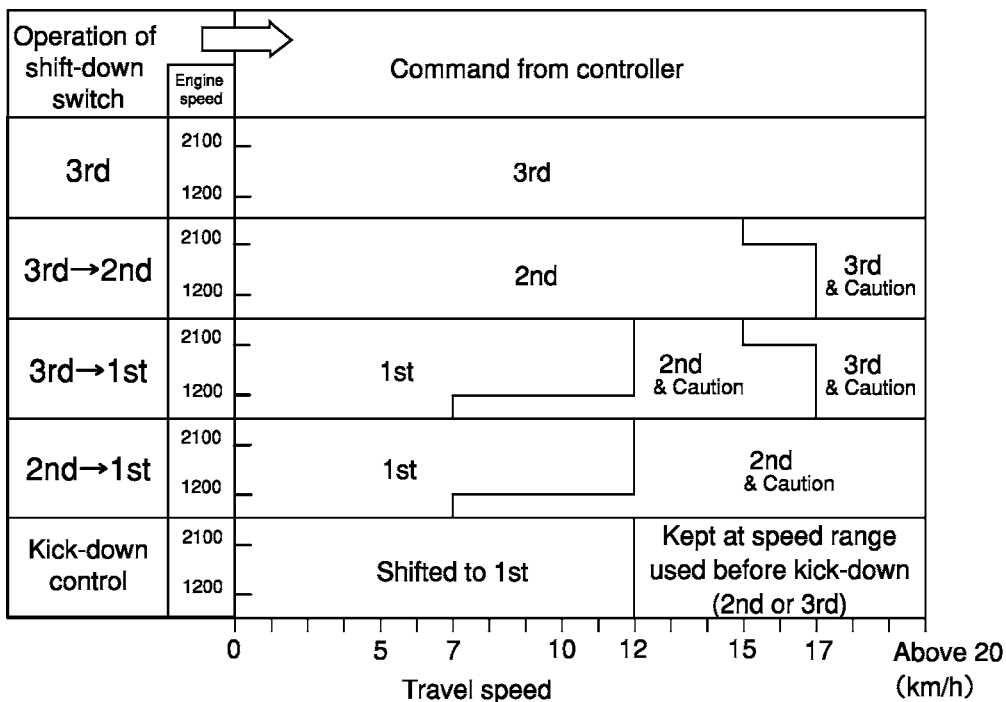 Operation of
shift-down
switch
Engine
speed
Command from controller
3rd
2100
1200
3rd
3rd→2nd
2100
1200
2nd
3rd
& Caution
3rd→1st
2100
1200
1st
2nd
& Caution
3rd
& Caution
2nd→1st
2100
1200
1st
2nd
& Caution
Kick-down
control
2100
1200
Shifted to 1st
Kept at speed range
used before kick-down
(2nd or 3rd)
0 5 7 10 12 15 17 Above 20
Travel speed (km/h)